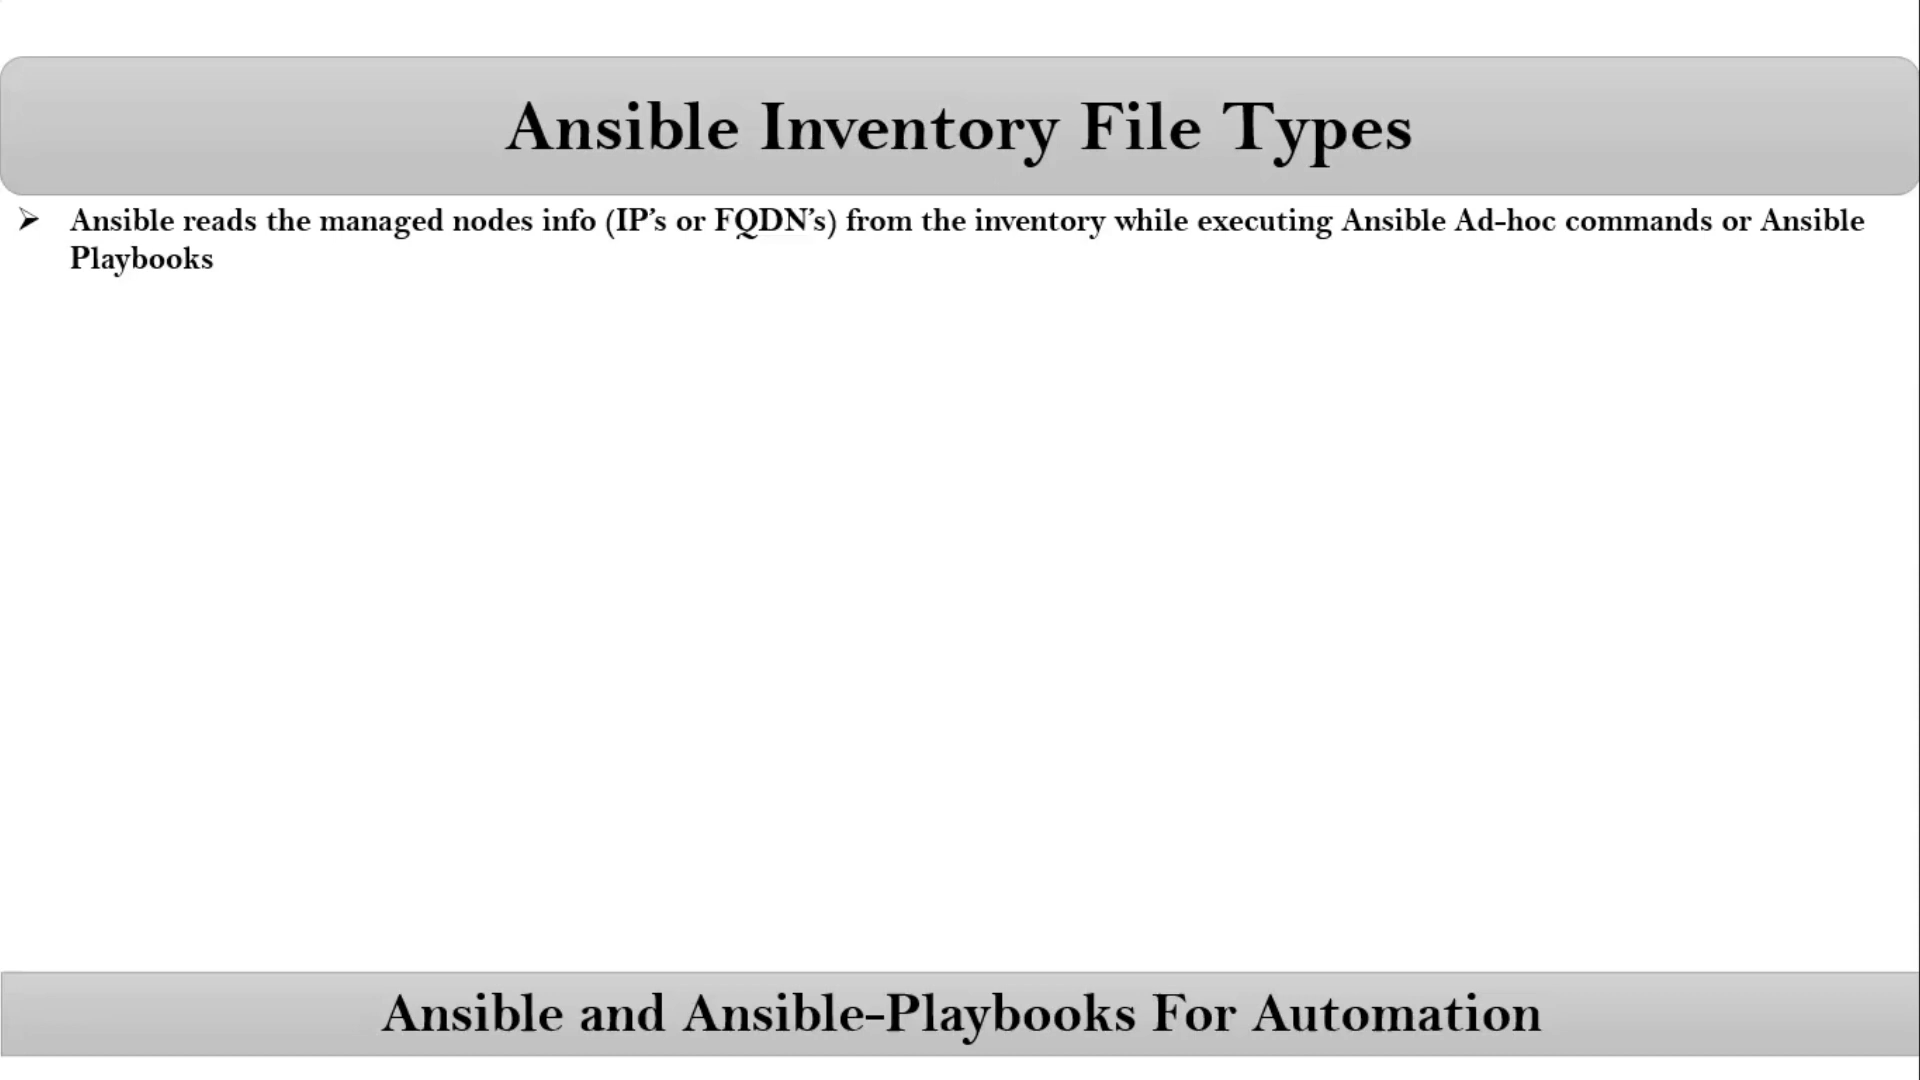 Ansible Inventory File Types
➢ Ansible reads the managed nodes info (IP’s or FQDN’s) from the inventory while executing Ansible Ad-hoc commands or Ansible
Playbooks
Ansible and Ansible-Playbooks For Automation